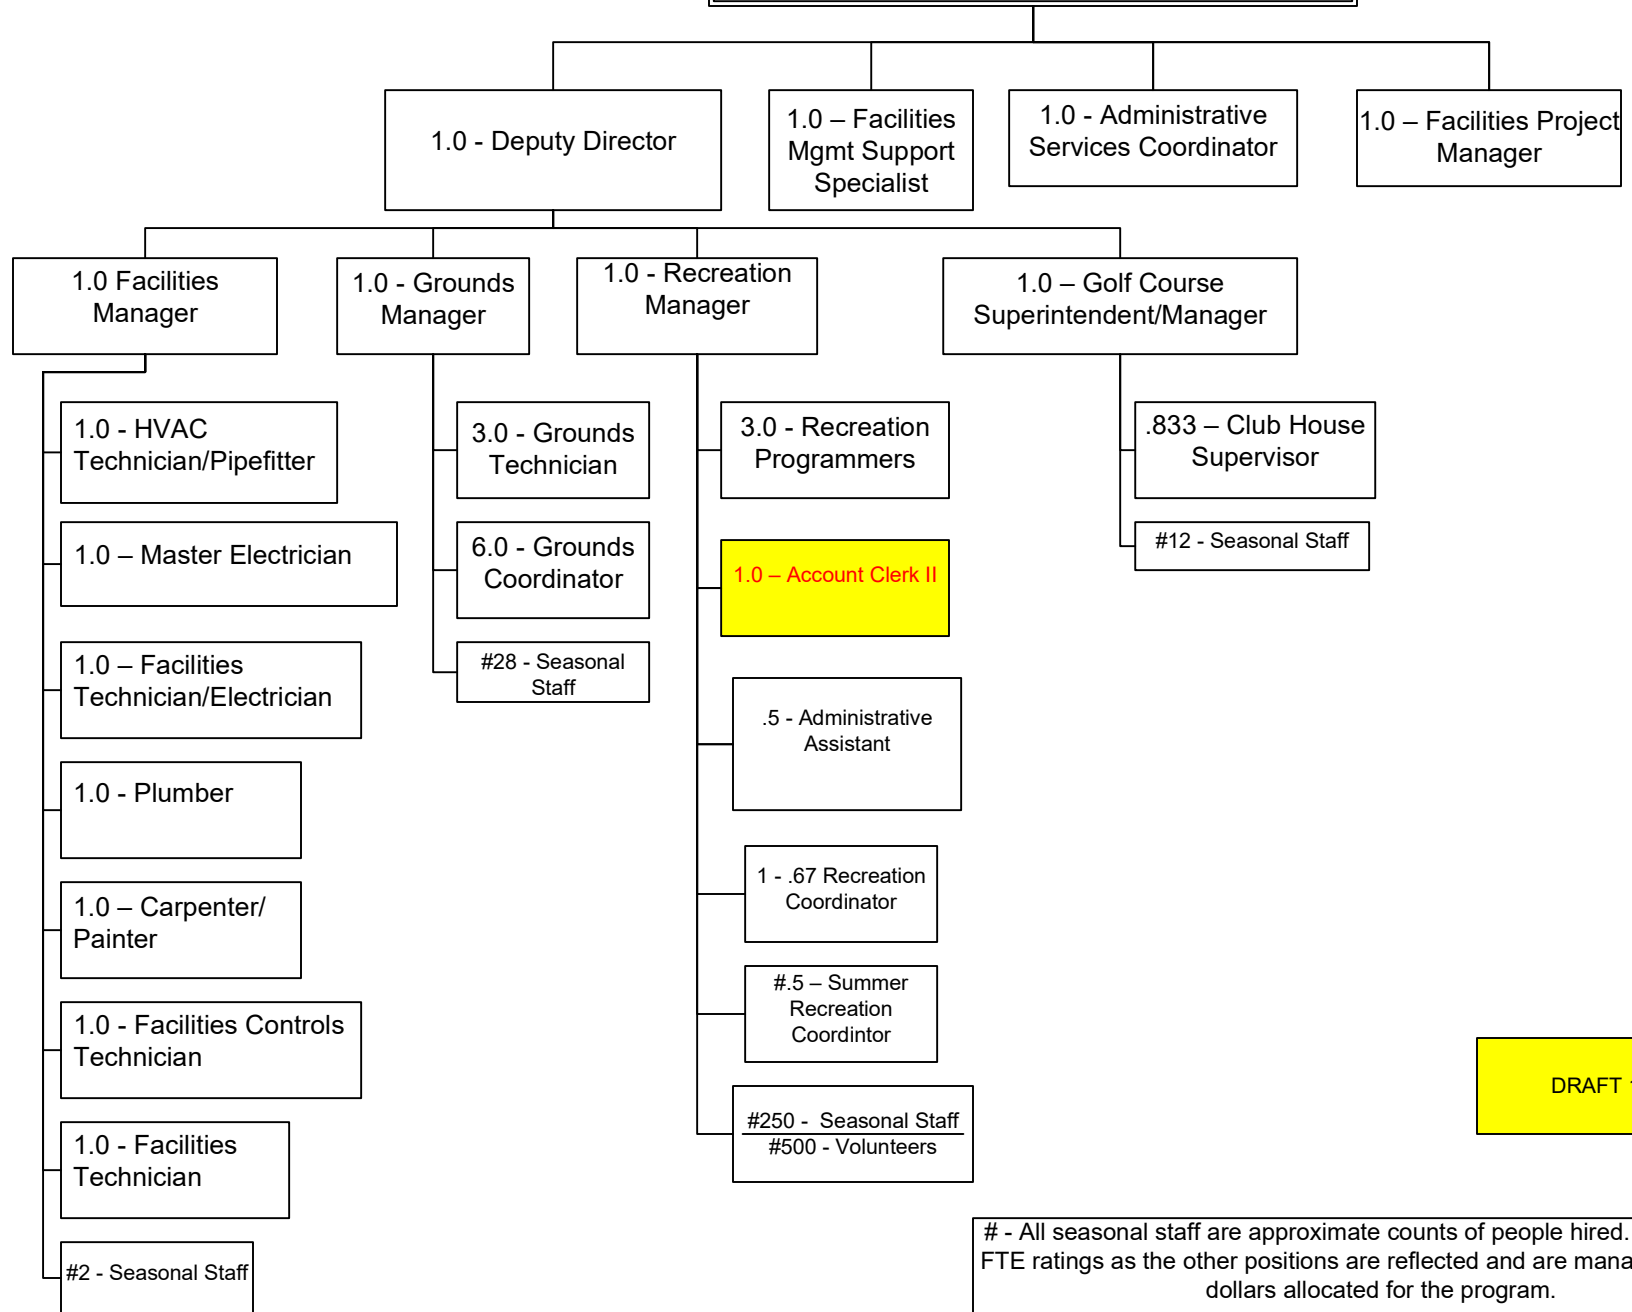 1.0 - Deputy Director
1.0 – Facilities
Mgmt Support
Specialist
1.0 - Administrative
Services Coordinator
1.0 – Facilities Project
Manager
1.0 Facilities
Manager
1.0 - Grounds
Manager
1.0 - Recreation
Manager
1.0 – Golf Course
Superintendent/Manager
1.0 - HVAC
Technician/Pipefitter
1.0 – Master Electrician
1.0 – Facilities
Technician/Electrician
1.0 - Plumber
1.0 – Carpenter/
Painter
1.0 - Facilities Controls
Technician
1.0 - Facilities
Technician
#2 - Seasonal Staff
3.0 - Grounds
Technician
6.0 - Grounds
Coordinator
#28 - Seasonal
Staff
3.0 - Recreation
Programmers
1.0 – Account Clerk II
.5 - Administrative
Assistant
1 - .67 Recreation
Coordinator
#.5 – Summer
Recreation
Coordintor
#250 - Seasonal Staff
#500 - Volunteers
.833 – Club House
Supervisor
#12 - Seasonal Staff
DRAFT
# - All seasonal staff are approximate counts of people hired.
FTE ratings as the other positions are reflected and are mana
dollars allocated for the program.